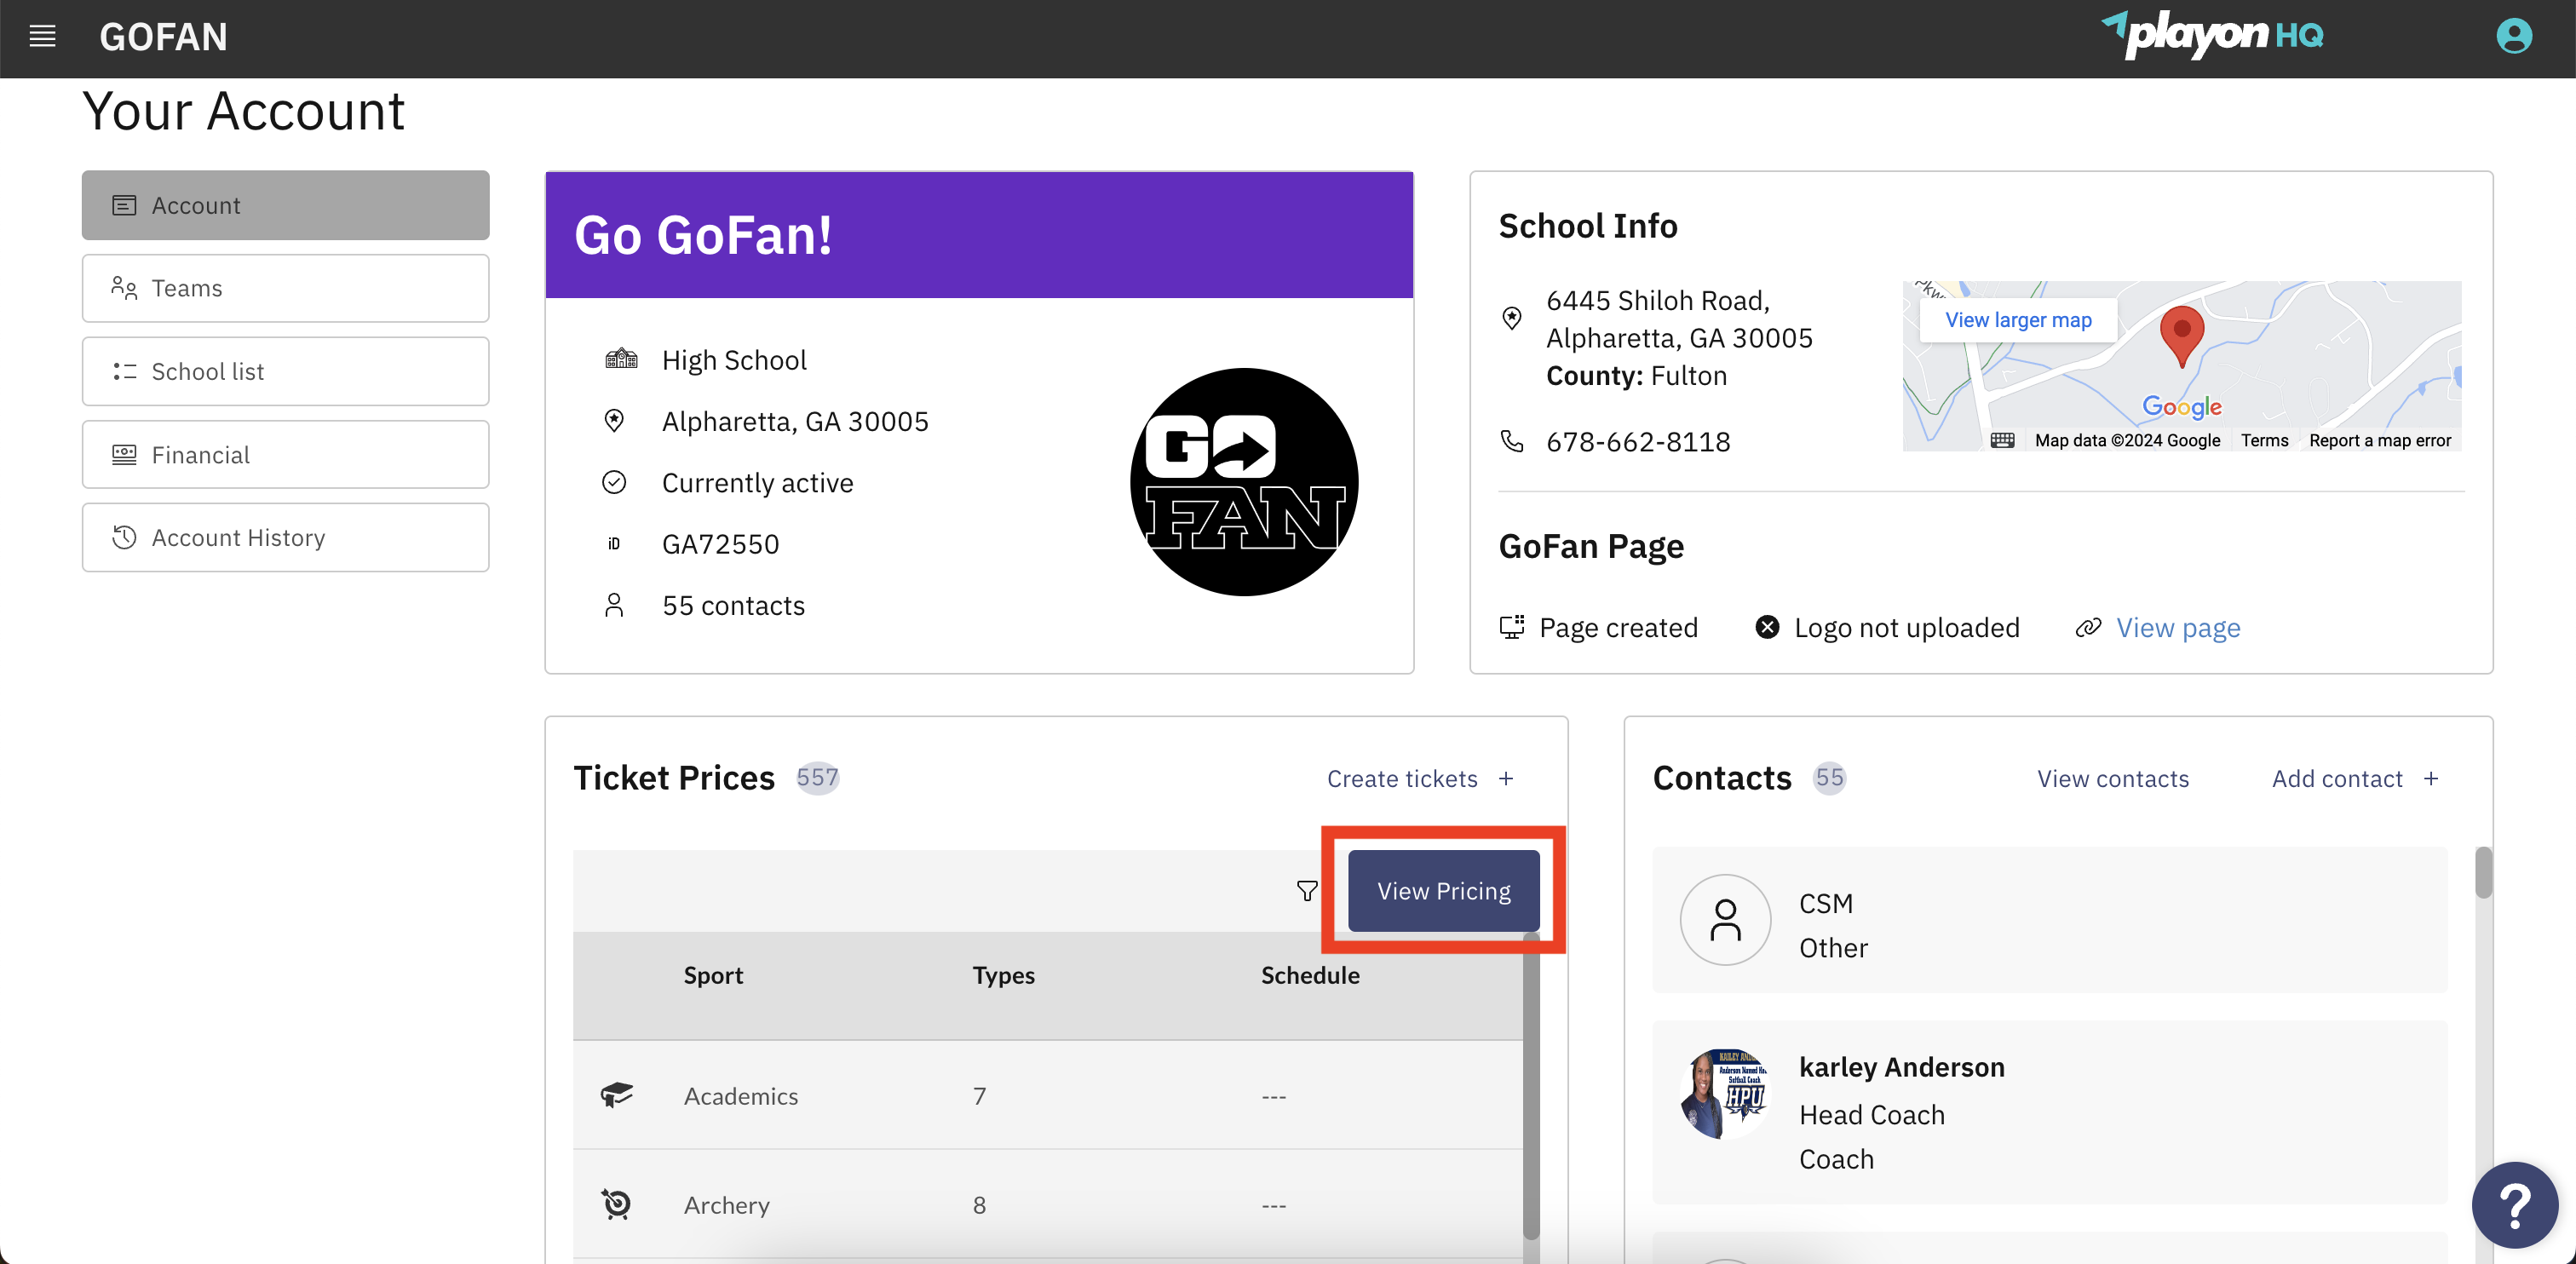 GOFAN
playon HQ
Your Account
Account
Teams
School list
Financial
Account History
Go GoFan!
High School
Alpharetta, GA 30005
Currently active
iD
GA72550
55 contacts
GO
FAN
School Info
6445 Shiloh Road,
Alpharetta, GA 30005
County: Fulton
678-662-8118
Pkwy
View larger map
Google
Map data ©2024 Google
Terms
Report a map error
GoFan Page
Page created
Logo not uploaded
View page
Ticket Prices 557
Create tickets +
View Pricing
Sport Types Schedule
Academics 7 ---
Archery 8 ---
Contacts 55
View contacts
Add contact +
CSM
Other
karley Anderson
Head Coach
Coach
HPU
?